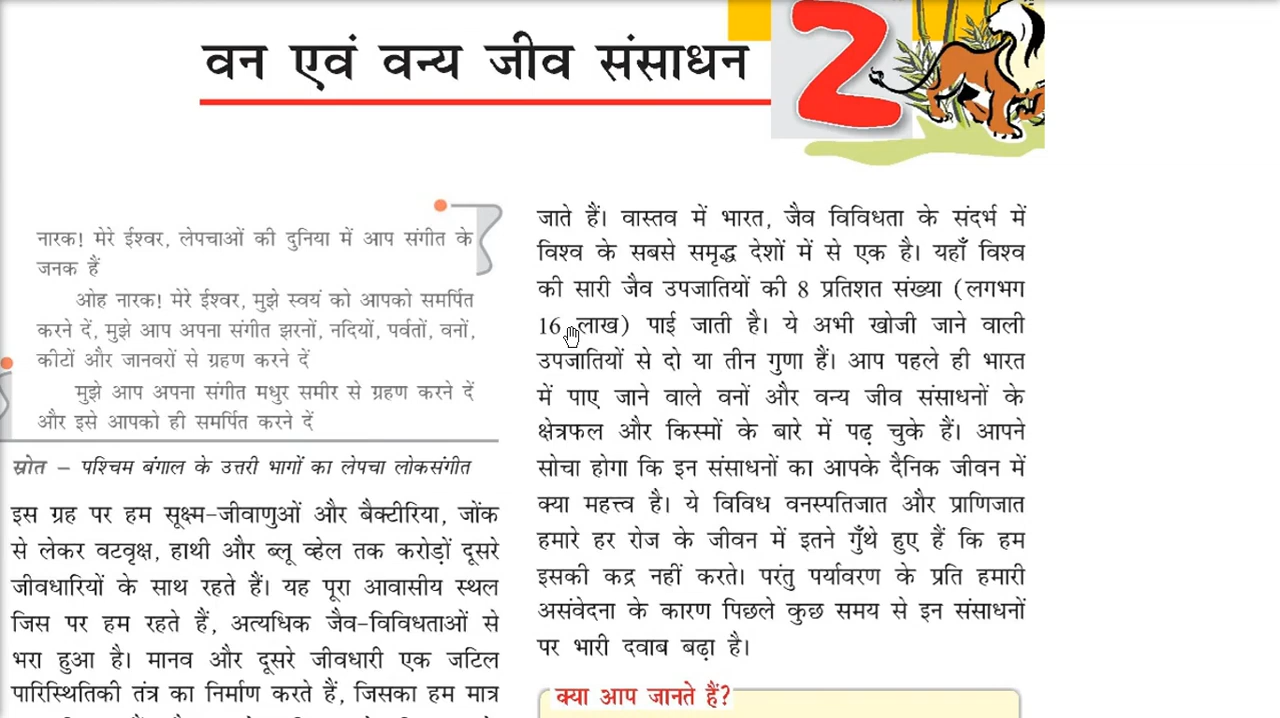 वन एवं वन्य जीव संसाधन
2
नारक! मेरे ईश्वर, लेपचाओं की दुनिया में आप संगीत के
जनक हैं
ओह नारक! मेरे ईश्वर, मुझे स्वयं को आपको समर्पित
करने दें, मुझे आप अपना संगीत झरनों, नदियों, पर्वतों, वनों,
कीटों और जानवरों से ग्रहण करने दें
मुझे आप अपना संगीत मधुर समीर से ग्रहण करने दें
और इसे आपको ही समर्पित करने दें
स्रोत – पश्चिम बंगाल के उत्तरी भागों का लेपचा लोकसंगीत
इस ग्रह पर हम सूक्ष्म-जीवाणुओं और बैक्टीरिया, जोंक
से लेकर वटवृक्ष, हाथी और ब्लू व्हेल तक करोड़ों दूसरे
जीवधारियों के साथ रहते हैं। यह पूरा आवासीय स्थल
जिस पर हम रहते हैं, अत्यधिक जैव-विविधताओं से
भरा हुआ है। मानव और दूसरे जीवधारी एक जटिल
पारिस्थितिकी तंत्र का निर्माण करते हैं, जिसका हम मात्र
जाते हैं। वास्तव में भारत, जैव विविधता के संदर्भ में
विश्व के सबसे समृद्ध देशों में से एक है। यहाँ विश्व
की सारी जैव उपजातियों की 8 प्रतिशत संख्या (लगभग
16 लाख) पाई जाती है। ये अभी खोजी जाने वाली
उपजातियों से दो या तीन गुणा हैं। आप पहले ही भारत
में पाए जाने वाले वनों और वन्य जीव संसाधनों के
क्षेत्रफल और किस्मों के बारे में पढ़ चुके हैं। आपने
सोचा होगा कि इन संसाधनों का आपके दैनिक जीवन में
क्या महत्त्व है। ये विविध वनस्पतिजात और प्राणिजात
हमारे हर रोज के जीवन में इतने गुँथे हुए हैं कि हम
इसकी कद्र नहीं करते। परंतु पर्यावरण के प्रति हमारी
असंवेदना के कारण पिछले कुछ समय से इन संसाधनों
पर भारी दवाब बढ़ा है।
क्या आप जानते हैं?